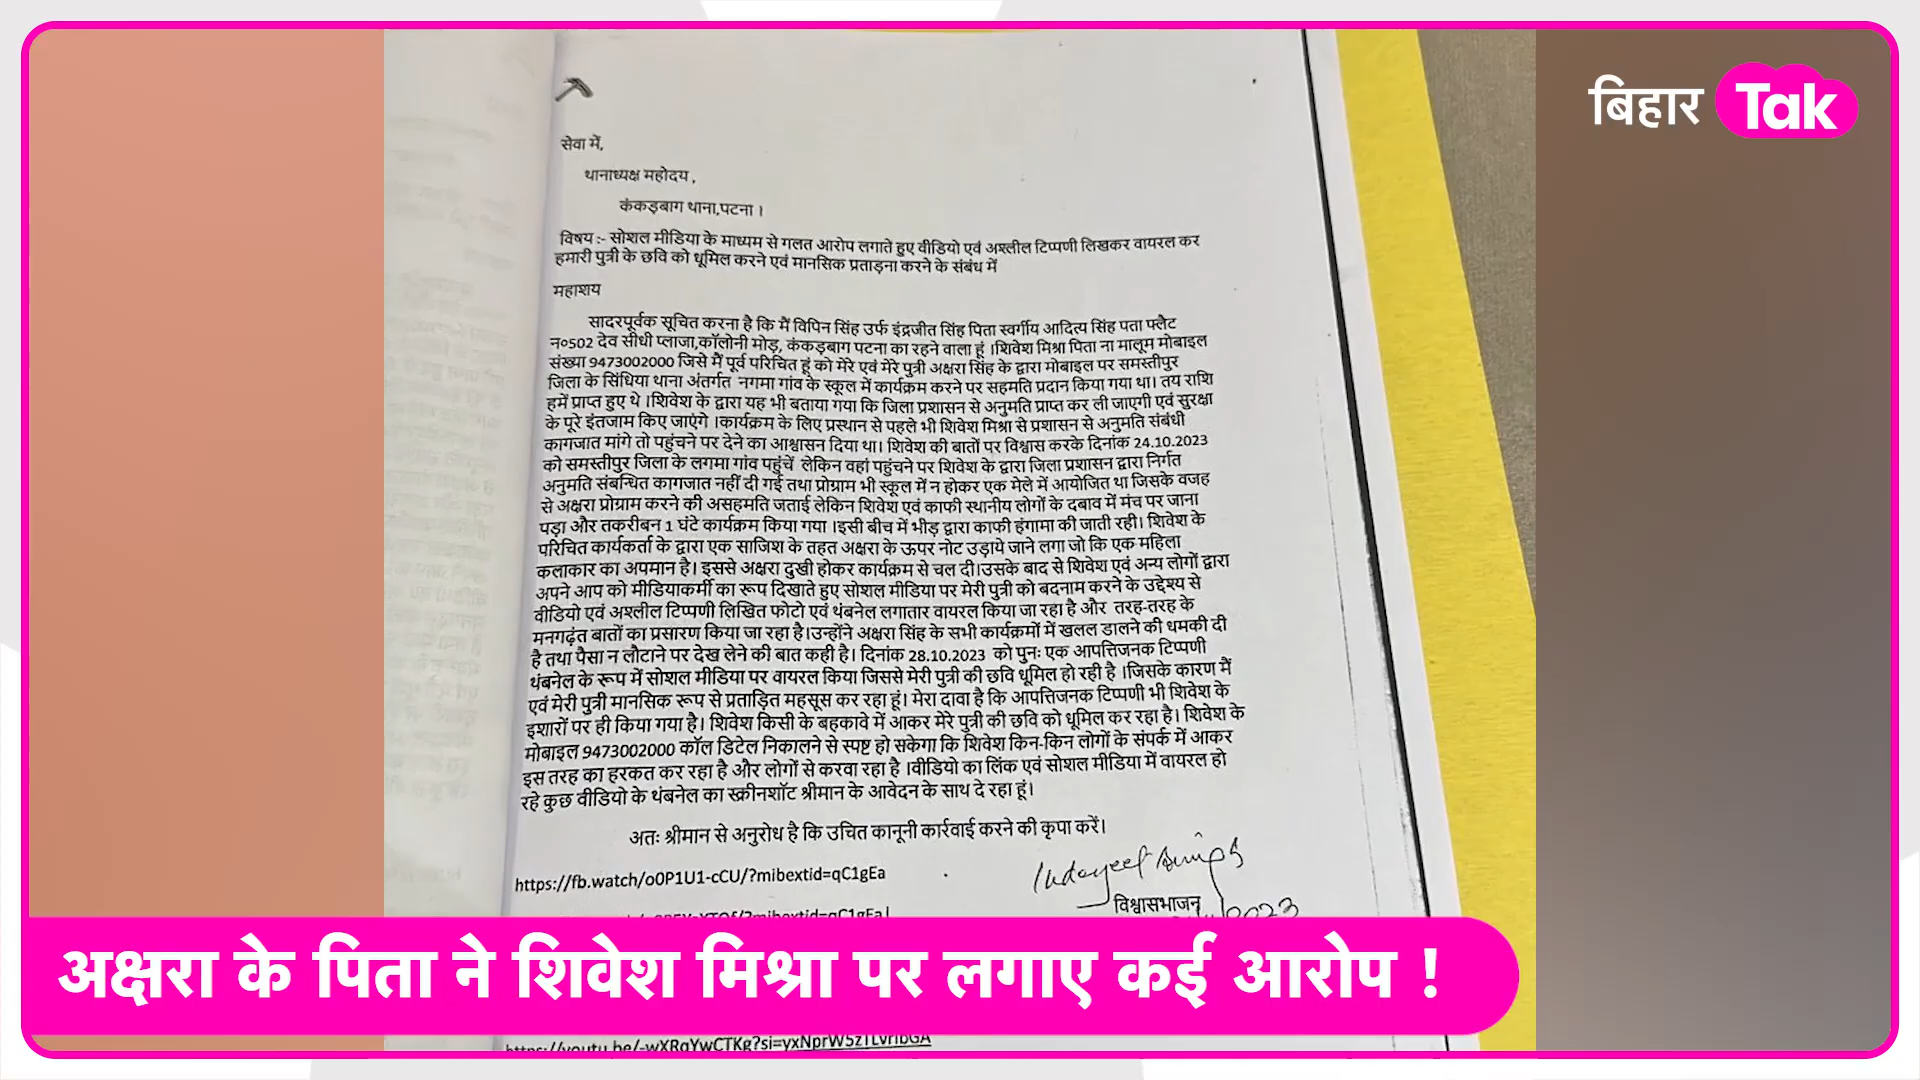 बिहार Tak
सेवा में,
थानाध्यक्ष महोदय ,
कंकड़बाग थाना,पटना ।
विषय :- सोशल मीडिया के माध्यम से गलत आरोप लगाते हुए वीडियो एवं अश्लील टिप्पणी लिखकर वायरल कर
हमारी पुत्री के छवि को धूमिल करने एवं मानसिक प्रताड़ना करने के संबंध में
महाशय
सादरपूर्वक सूचित करना है कि मैं विपिन सिंह उर्फ इंद्रजीत सिंह पिता स्वर्गीय आदित्य सिंह पता फ्लैट
न०502 देव सीधी प्लाजा,कॉलोनी मोड़, कंकड़बाग पटना का रहने वाला हूं ।शिवेश मिश्रा पिता ना मालूम मोबाइल
संख्या 9473002000 जिसे मैं पूर्व परिचित हूं को मेरे एवं मेरे पुत्री अक्षरा सिंह के द्वारा मोबाइल पर समस्तीपुर
जिला के सिंधिया थाना अंतर्गत नगमा गांव के स्कूल में कार्यक्रम करने पर सहमति प्रदान किया गया था। तय राशि
हमें प्राप्त हुए थे ।शिवेश के द्वारा यह भी बताया गया कि जिला प्रशासन से अनुमति प्राप्त कर ली जाएगी एवं सुरक्षा
के पूरे इंतजाम किए जाएंगे ।कार्यक्रम के लिए प्रस्थान से पहले भी शिवेश मिश्रा से प्रशासन से अनुमति संबंधी
कागजात मांगे तो पहुंचने पर देने का आश्वासन दिया था। शिवेश की बातों पर विश्वास करके दिनांक 24.10.2023
को समस्तीपुर जिला के लगमा गांव पहुंचें लेकिन वहां पहुंचने पर शिवेश के द्वारा जिला प्रशासन द्वारा निर्गत
अनुमति संबन्धित कागजात नहीं दी गई तथा प्रोग्राम भी स्कूल में न होकर एक मेले में आयोजित था जिसके वजह
से अक्षरा प्रोग्राम करने की असहमति जताई लेकिन शिवेश एवं काफी स्थानीय लोगों के दबाव में मंच पर जाना
पड़ा और तकरीबन 1 घंटे कार्यक्रम किया गया ।इसी बीच में भीड़ द्वारा काफी हंगामा की जाती रही। शिवेश के
परिचित कार्यकर्ता के द्वारा एक साजिश के तहत अक्षरा के ऊपर नोट उड़ाये जाने लगा जो कि एक महिला
कलाकार का अपमान है। इससे अक्षरा दुखी होकर कार्यक्रम से चल दी।उसके बाद से शिवेश एवं अन्य लोगों द्वारा
अपने आप को मीडियाकर्मी का रूप दिखाते हुए सोशल मीडिया पर मेरी पुत्री को बदनाम करने के उद्देश्य से
वीडियो एवं अश्लील टिप्पणी लिखित फोटो एवं थंबनेल लगातार वायरल किया जा रहा है और तरह-तरह के
मनगढ़ंत बातों का प्रसारण किया जा रहा है।उन्होंने अक्षरा सिंह के सभी कार्यक्रमों में खलल डालने की धमकी दी
है तथा पैसा न लौटाने पर देख लेने की बात कही है। दिनांक 28.10.2023 को पुनः एक आपत्तिजनक टिप्पणी
थंबनेल के रूप में सोशल मीडिया पर वायरल किया जिससे मेरी पुत्री की छवि धूमिल हो रही है ।जिसके कारण मैं
एवं मेरी पुत्री मानसिक रूप से प्रताड़ित महसूस कर रहा हूं। मेरा दावा है कि आपत्तिजनक टिप्पणी भी शिवेश के
इशारों पर ही किया गया है। शिवेश किसी के बहकावे में आकर मेरे पुत्री की छवि को धूमिल कर रहा है। शिवेश के
मोबाइल 9473002000 कॉल डिटेल निकालने से स्पष्ट हो सकेगा कि शिवेश किन-किन लोगों के संपर्क में आकर
इस तरह का हरकत कर रहा है और लोगों से करवा रहा है ।वीडियो का लिंक एवं सोशल मीडिया में वायरल हो
रहे कुछ वीडियो के थंबनेल का स्क्रीनशॉट श्रीमान के आवेदन के साथ दे रहा हूं।
अतः श्रीमान से अनुरोध है कि उचित कानूनी कार्रवाई करने की कृपा करें।
https://fb.watch/o0P1U1-cCU/?mibextid=qC1gEa
विश्वासभाजन
अक्षरा के पिता ने शिवेश मिश्रा पर लगाए कई आरोप !